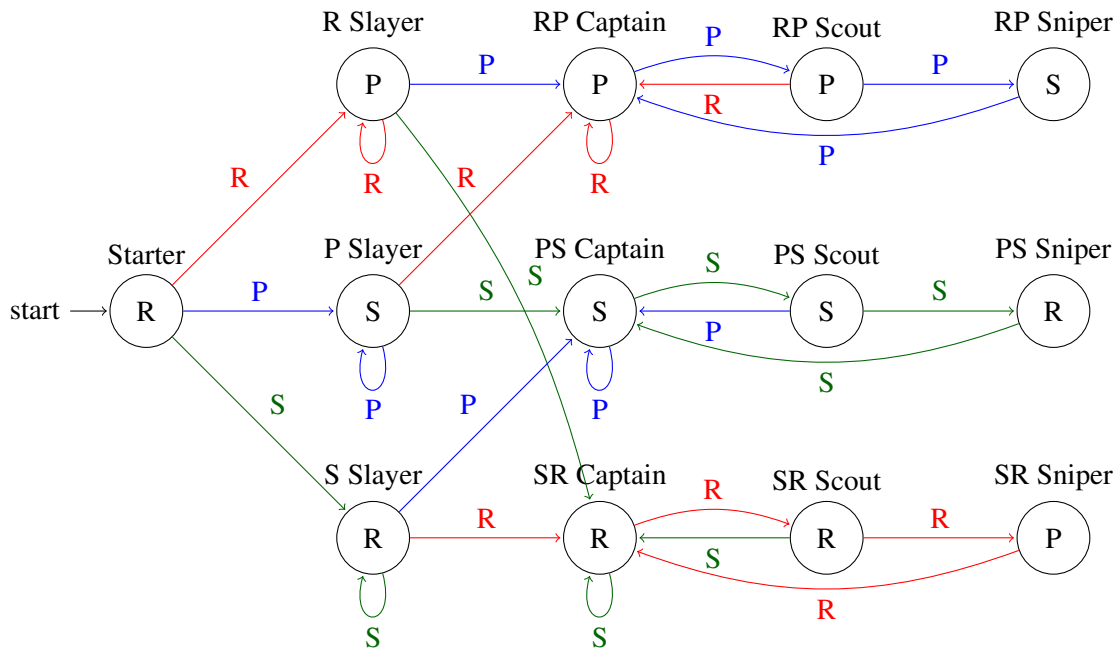 R Slayer
RP Captain
RP Scout
RP Sniper
P
P
P
P
P
P
S
R
P
R
R
R
R
Starter
P Slayer
PS Captain
PS Scout
PS Sniper
S
S
S
start
R
P
S
S
S
S
R
P
S
P
P
S
P
S Slayer
SR Captain
SR Scout
SR Sniper
R
R
R
R
R
R
P
S
R
S
S